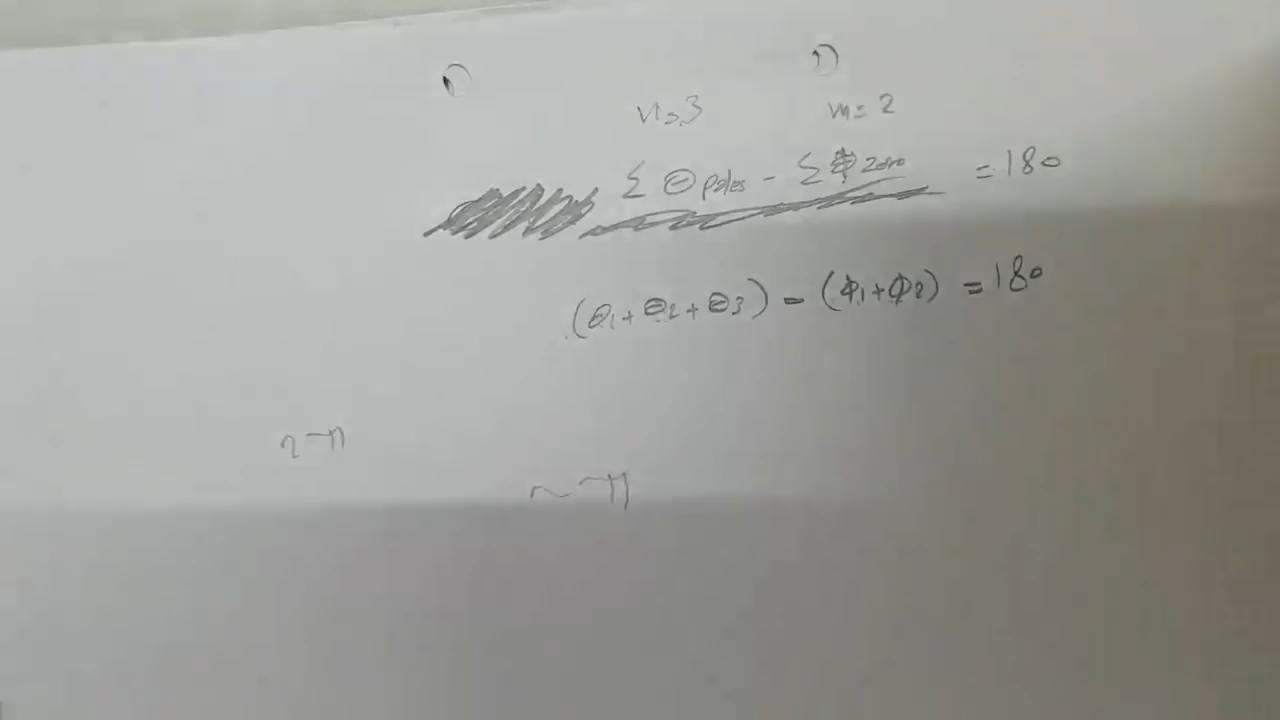 n=3 m=2
Σ Θ poles - Σ Φ zero = 180
(Θ1 + Θ2 + Θ3) - (Φ1 + Φ2) = 180